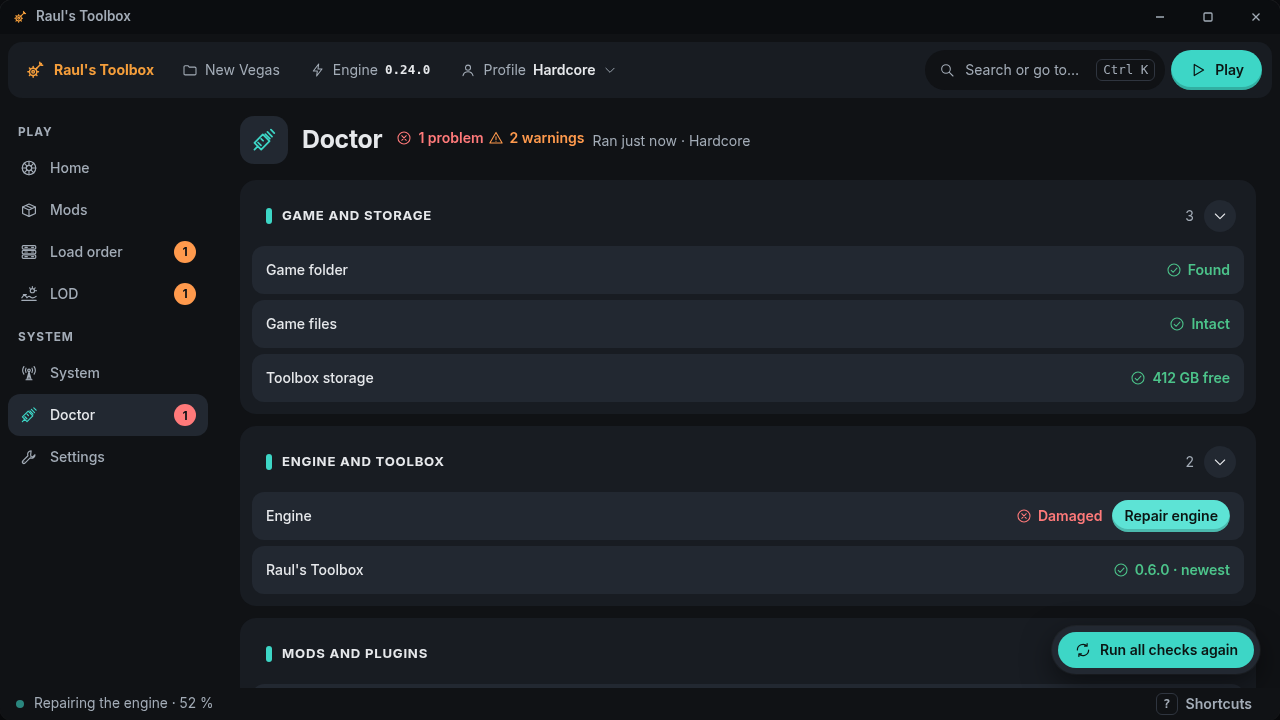 Raul's Toolbox
Raul's Toolbox
New Vegas
Engine 0.24.0
Profile Hardcore
Search or go to...
Ctrl K
Play
PLAY
Home
Mods
Load order 1
LOD 1
SYSTEM
System
Doctor 1
Settings
Doctor
1 problem
2 warnings
Ran just now · Hardcore
GAME AND STORAGE 3
Game folder Found
Game files Intact
Toolbox storage 412 GB free
ENGINE AND TOOLBOX 2
Engine Damaged Repair engine
Raul's Toolbox 0.6.0 · newest
MODS AND PLUGINS
Run all checks again
Repairing the engine · 52 %
? Shortcuts